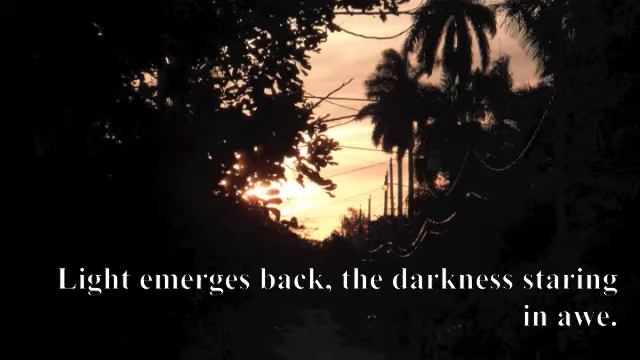 Light emerges back, the darkness staring
in awe.